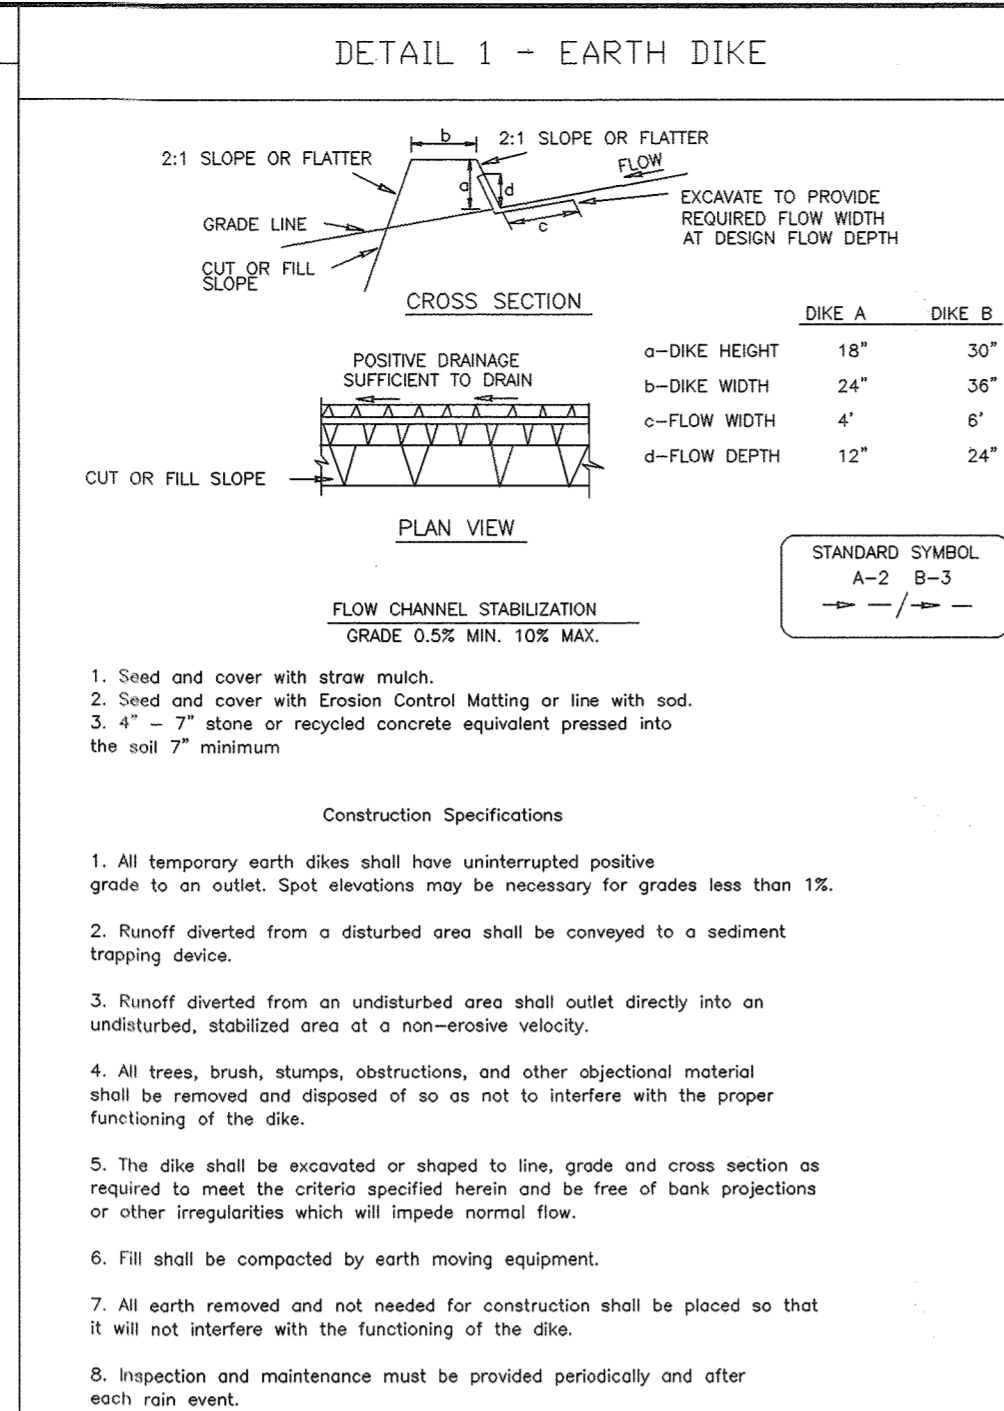 DETAIL 1 - EARTH DIKE
b
2:1 SLOPE OR FLATTER
2:1 SLOPE OR FLATTER
FLOW
a
d
EXCAVATE TO PROVIDE
REQUIRED FLOW WIDTH
AT DESIGN FLOW DEPTH
GRADE LINE
c
CUT OR FILL
SLOPE
CROSS SECTION
DIKE A DIKE B
a-DIKE HEIGHT 18" 30"
b-DIKE WIDTH 24" 36"
c-FLOW WIDTH 4' 6'
d-FLOW DEPTH 12" 24"
POSITIVE DRAINAGE
SUFFICIENT TO DRAIN
CUT OR FILL SLOPE
PLAN VIEW
STANDARD SYMBOL
A-2 B-3
FLOW CHANNEL STABILIZATION
GRADE 0.5% MIN. 10% MAX.
1. Seed and cover with straw mulch.
2. Seed and cover with Erosion Control Matting or line with sod.
3. 4" - 7" stone or recycled concrete equivalent pressed into
the soil 7" minimum
Construction Specifications
1. All temporary earth dikes shall have uninterrupted positive
grade to an outlet. Spot elevations may be necessary for grades less than 1%.
2. Runoff diverted from a disturbed area shall be conveyed to a sediment
trapping device.
3. Runoff diverted from an undisturbed area shall outlet directly into an
undisturbed, stabilized area at a non-erosive velocity.
4. All trees, brush, stumps, obstructions, and other objectional material
shall be removed and disposed of so as not to interfere with the proper
functioning of the dike.
5. The dike shall be excavated or shaped to line, grade and cross section as
required to meet the criteria specified herein and be free of bank projections
or other irregularities which will impede normal flow.
6. Fill shall be compacted by earth moving equipment.
7. All earth removed and not needed for construction shall be placed so that
it will not interfere with the functioning of the dike.
8. Inspection and maintenance must be provided periodically and after
each rain event.